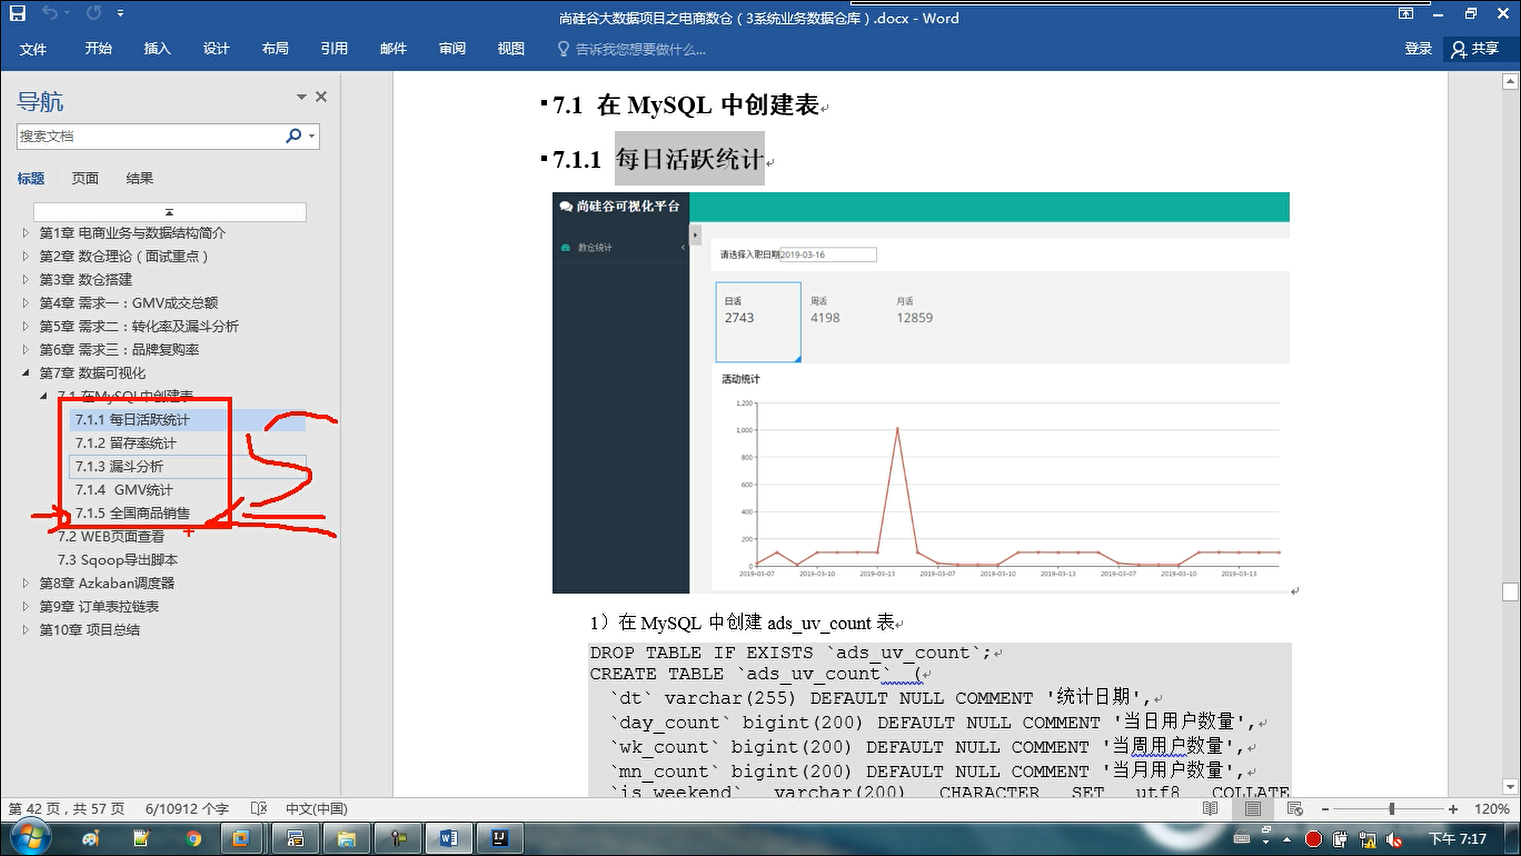 尚硅谷大数据项目之电商数仓（3系统业务数据仓库）.docx - Word
文件 开始 插入 设计 布局 引用 邮件 审阅 视图 告诉我您想要做什么... 登录 共享
导航
搜索文档
标题 页面 结果
第1章 电商业务与数据结构简介
第2章 数仓理论（面试重点）
第3章 数仓搭建
第4章 需求一：GMV成交总额
第5章 需求二：转化率及漏斗分析
第6章 需求三：品牌复购率
第7章 数据可视化
7.1 在MySQL中创建表
7.1.1 每日活跃统计
7.1.2 留存率统计
7.1.3 漏斗分析
7.1.4 GMV统计
7.1.5 全国商品销售
7.2 WEB页面查看
7.3 Sqoop导出脚本
第8章 Azkaban调度器
第9章 订单表拉链表
第10章 项目总结
7.1 在 MySQL 中创建表
7.1.1 每日活跃统计
尚硅谷可视化平台
数仓统计
请选择入职日期 2019-03-16
日活 周活 月活
2743 4198 12859
活动统计
1,200
1,000
800
600
400
200
0
2019-03-07 2019-03-10 2019-03-13 2019-03-07 2019-03-10 2019-03-13 2019-03-07 2019-03-10 2019-03-13
1）在 MySQL 中创建 ads_uv_count 表
DROP TABLE IF EXISTS `ads_uv_count`;
CREATE TABLE `ads_uv_count` (
`dt` varchar(255) DEFAULT NULL COMMENT '统计日期',
`day_count` bigint(200) DEFAULT NULL COMMENT '当日用户数量',
`wk_count` bigint(200) DEFAULT NULL COMMENT '当周用户数量',
`mn_count` bigint(200) DEFAULT NULL COMMENT '当月用户数量',
`is_weekend` varchar(200) CHARACTER SET utf8 COLLATE
第 42 页，共 57 页 6/10912 个字 中文(中国) 120%
下午 7:17